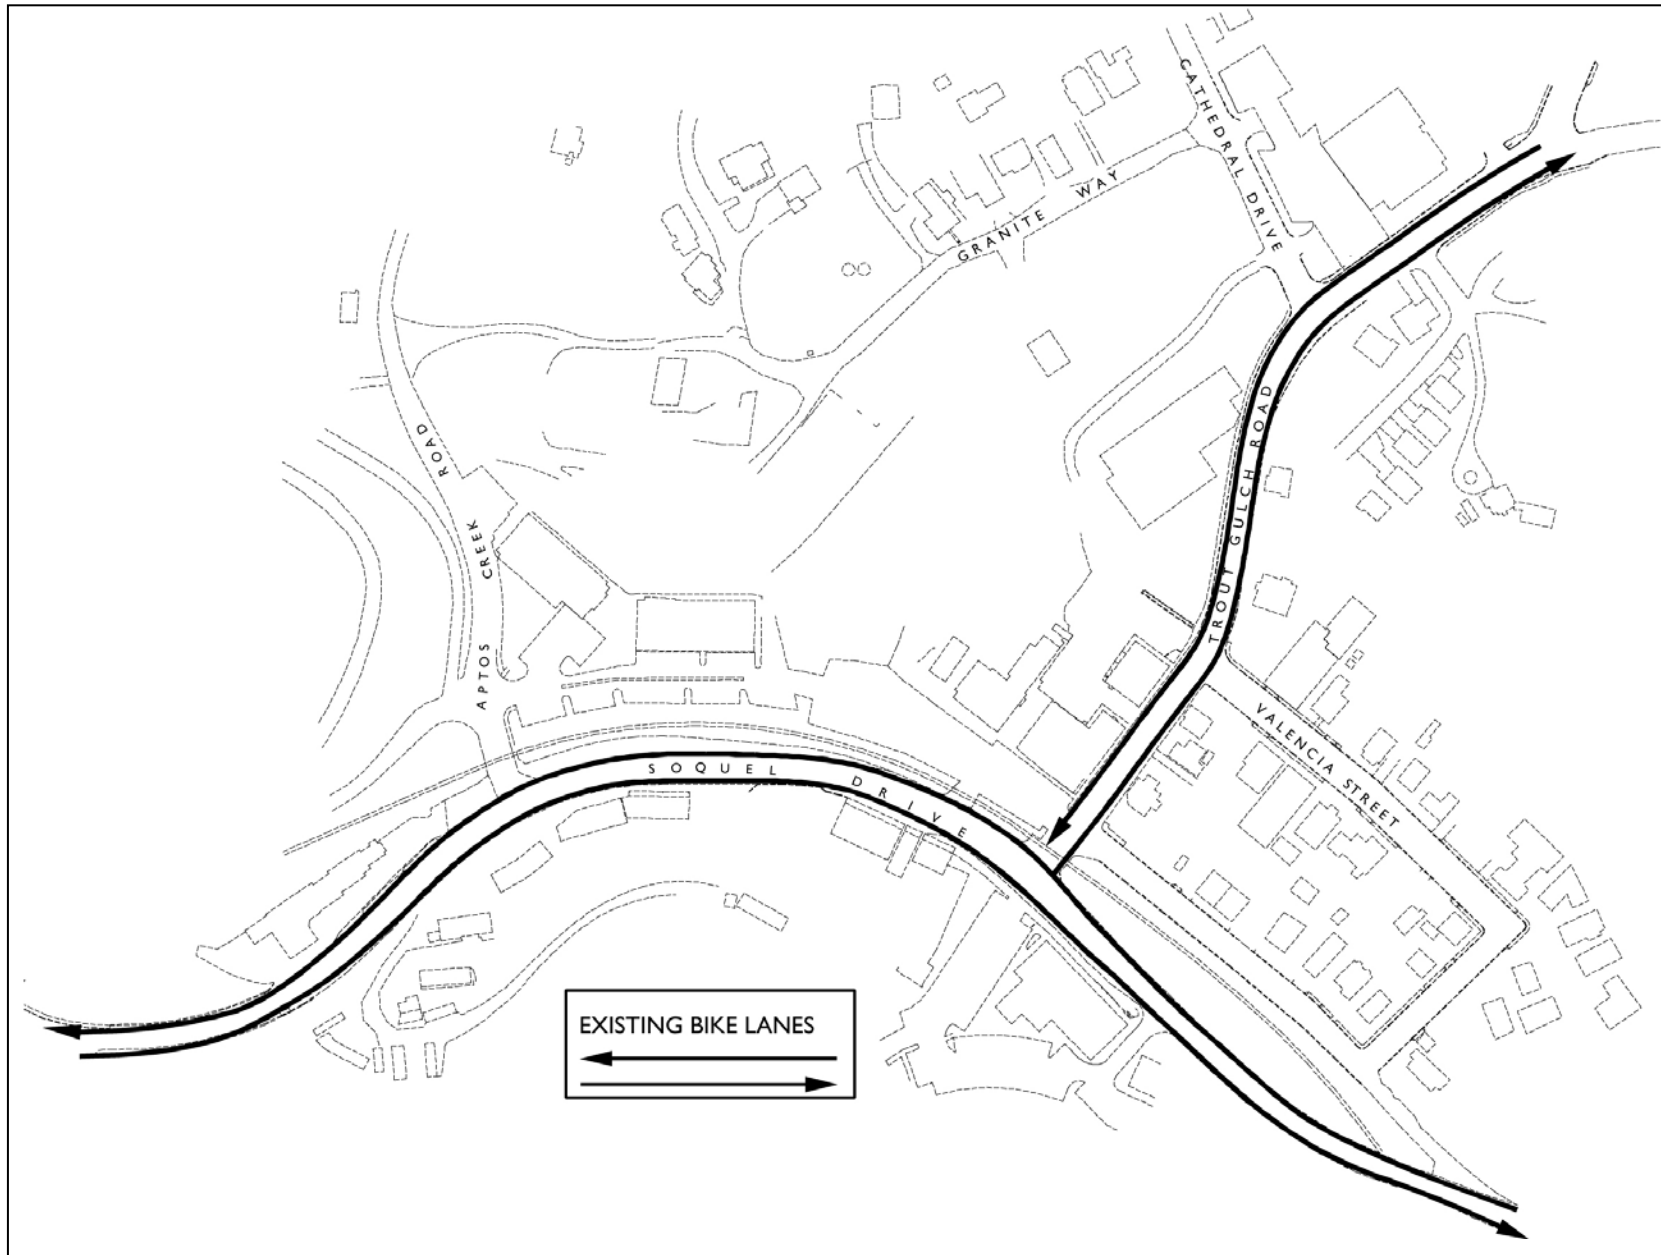 CATHEDRAL DRIVE
GRANITE WAY
APTOS CREEK ROAD
TROUT GULCH ROAD
VALENCIA STREET
SOQUEL DRIVE
EXISTING BIKE LANES